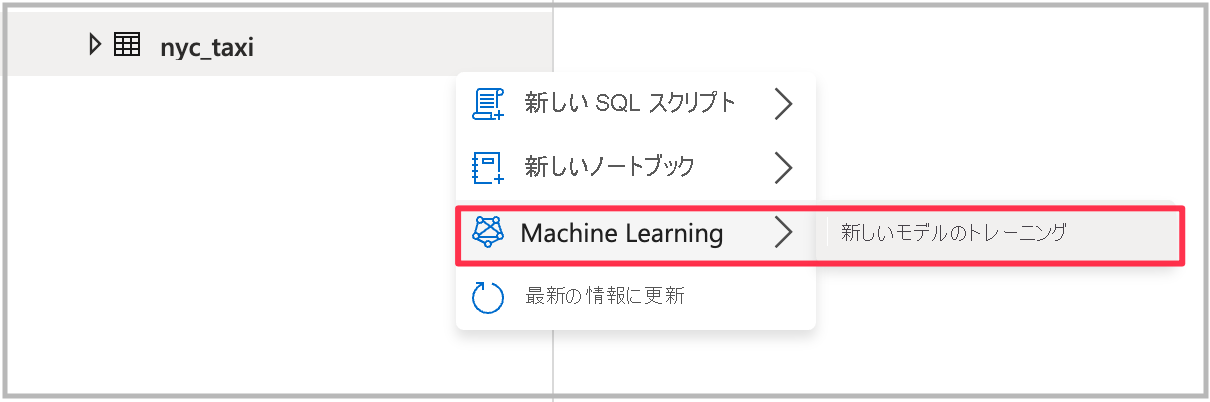 nyc_taxi
新しい SQL スクリプト
新しいノートブック
Machine Learning
新しいモデルのトレーニング
最新の情報に更新